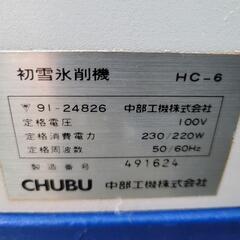 初雪氷削機 HC-6
91-24826 中部工機株式会社
定格電圧 100V
定格消費電力 230/220W
定格周波数 50/60Hz
製造番号 491624
CHUBU 中部工機株式会社